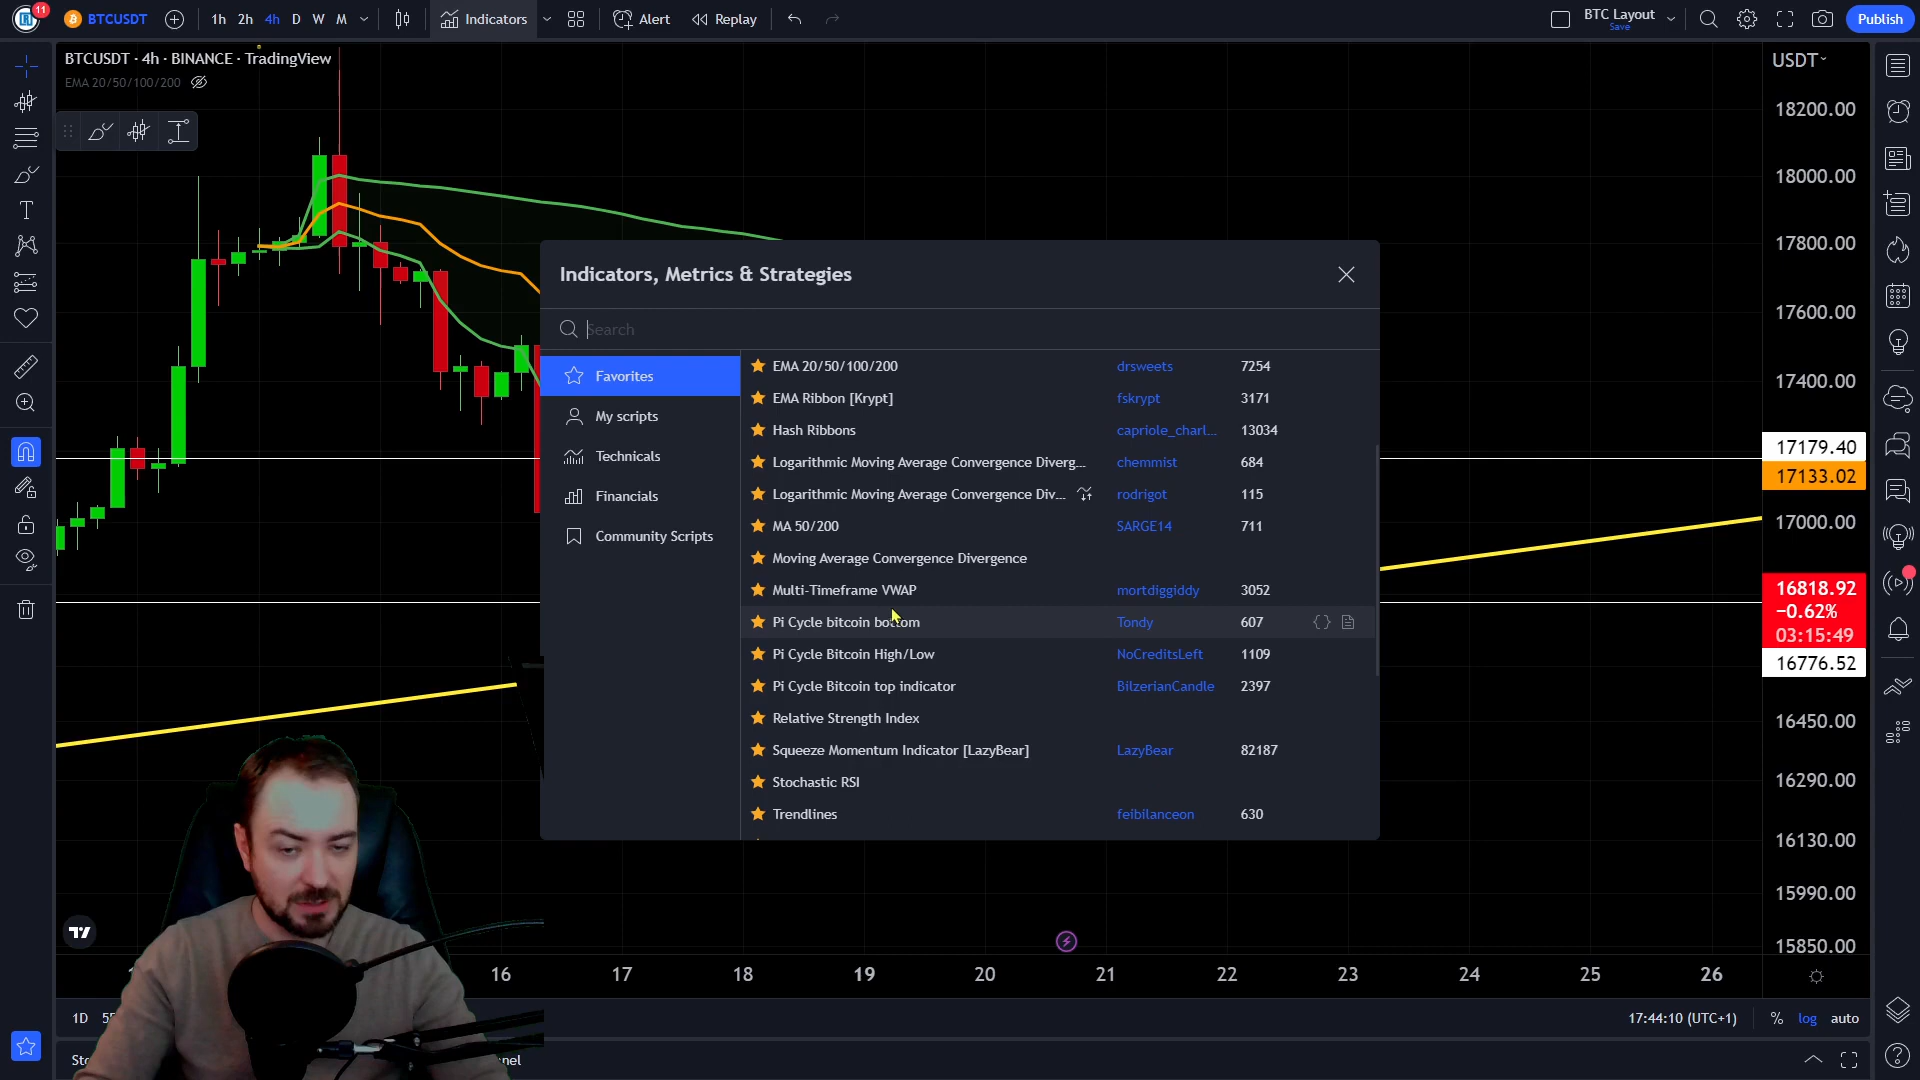 11
BTCUSDT
1h 2h 4h D W M
Indicators
Alert
Replay
BTC Layout
Save
Publish
BTCUSDT · 4h · BINANCE · TradingView
EMA 20/50/100/200
USDT
18200.00
18000.00
17800.00
17600.00
17400.00
17179.40
17133.02
17000.00
16818.92
−0.62%
03:15:49
16776.52
16450.00
16290.00
16130.00
15990.00
15850.00
Indicators, Metrics & Strategies
Search
Favorites
My scripts
Technicals
Financials
Community Scripts
EMA 20/50/100/200 drsweets 7254
EMA Ribbon [Krypt] fskrypt 3171
Hash Ribbons capriole_charl... 13034
Logarithmic Moving Average Convergence Diverg... chemmist 684
Logarithmic Moving Average Convergence Div... rodrigot 115
MA 50/200 SARGE14 711
Moving Average Convergence Divergence
Multi-Timeframe VWAP mortdiggiddy 3052
Pi Cycle bitcoin bottom Tondy 607
Pi Cycle Bitcoin High/Low NoCreditsLeft 1109
Pi Cycle Bitcoin top indicator BilzerianCandle 2397
Relative Strength Index
Squeeze Momentum Indicator [LazyBear] LazyBear 82187
Stochastic RSI
Trendlines feibilanceon 630
16 17 18 19 20 21 22 23 24 25 26
1D
17:44:10 (UTC+1) % log auto